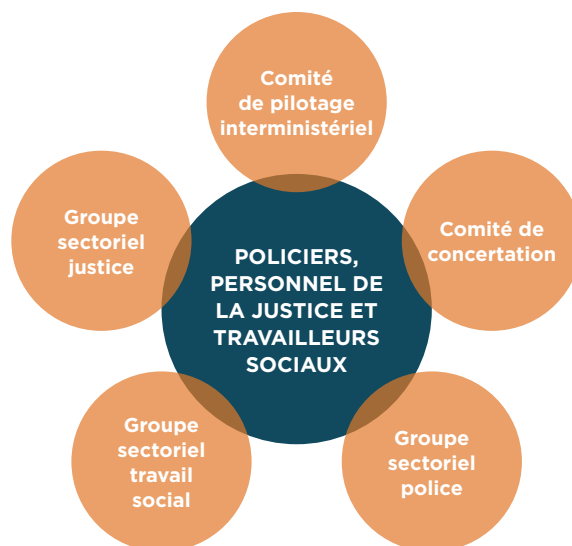 Comité
de pilotage
interministériel
Groupe
sectoriel
justice
Comité de
concertation
POLICIERS,
PERSONNEL DE
LA JUSTICE ET
TRAVAILLEURS
SOCIAUX
Groupe
sectoriel
travail
social
Groupe
sectoriel
police